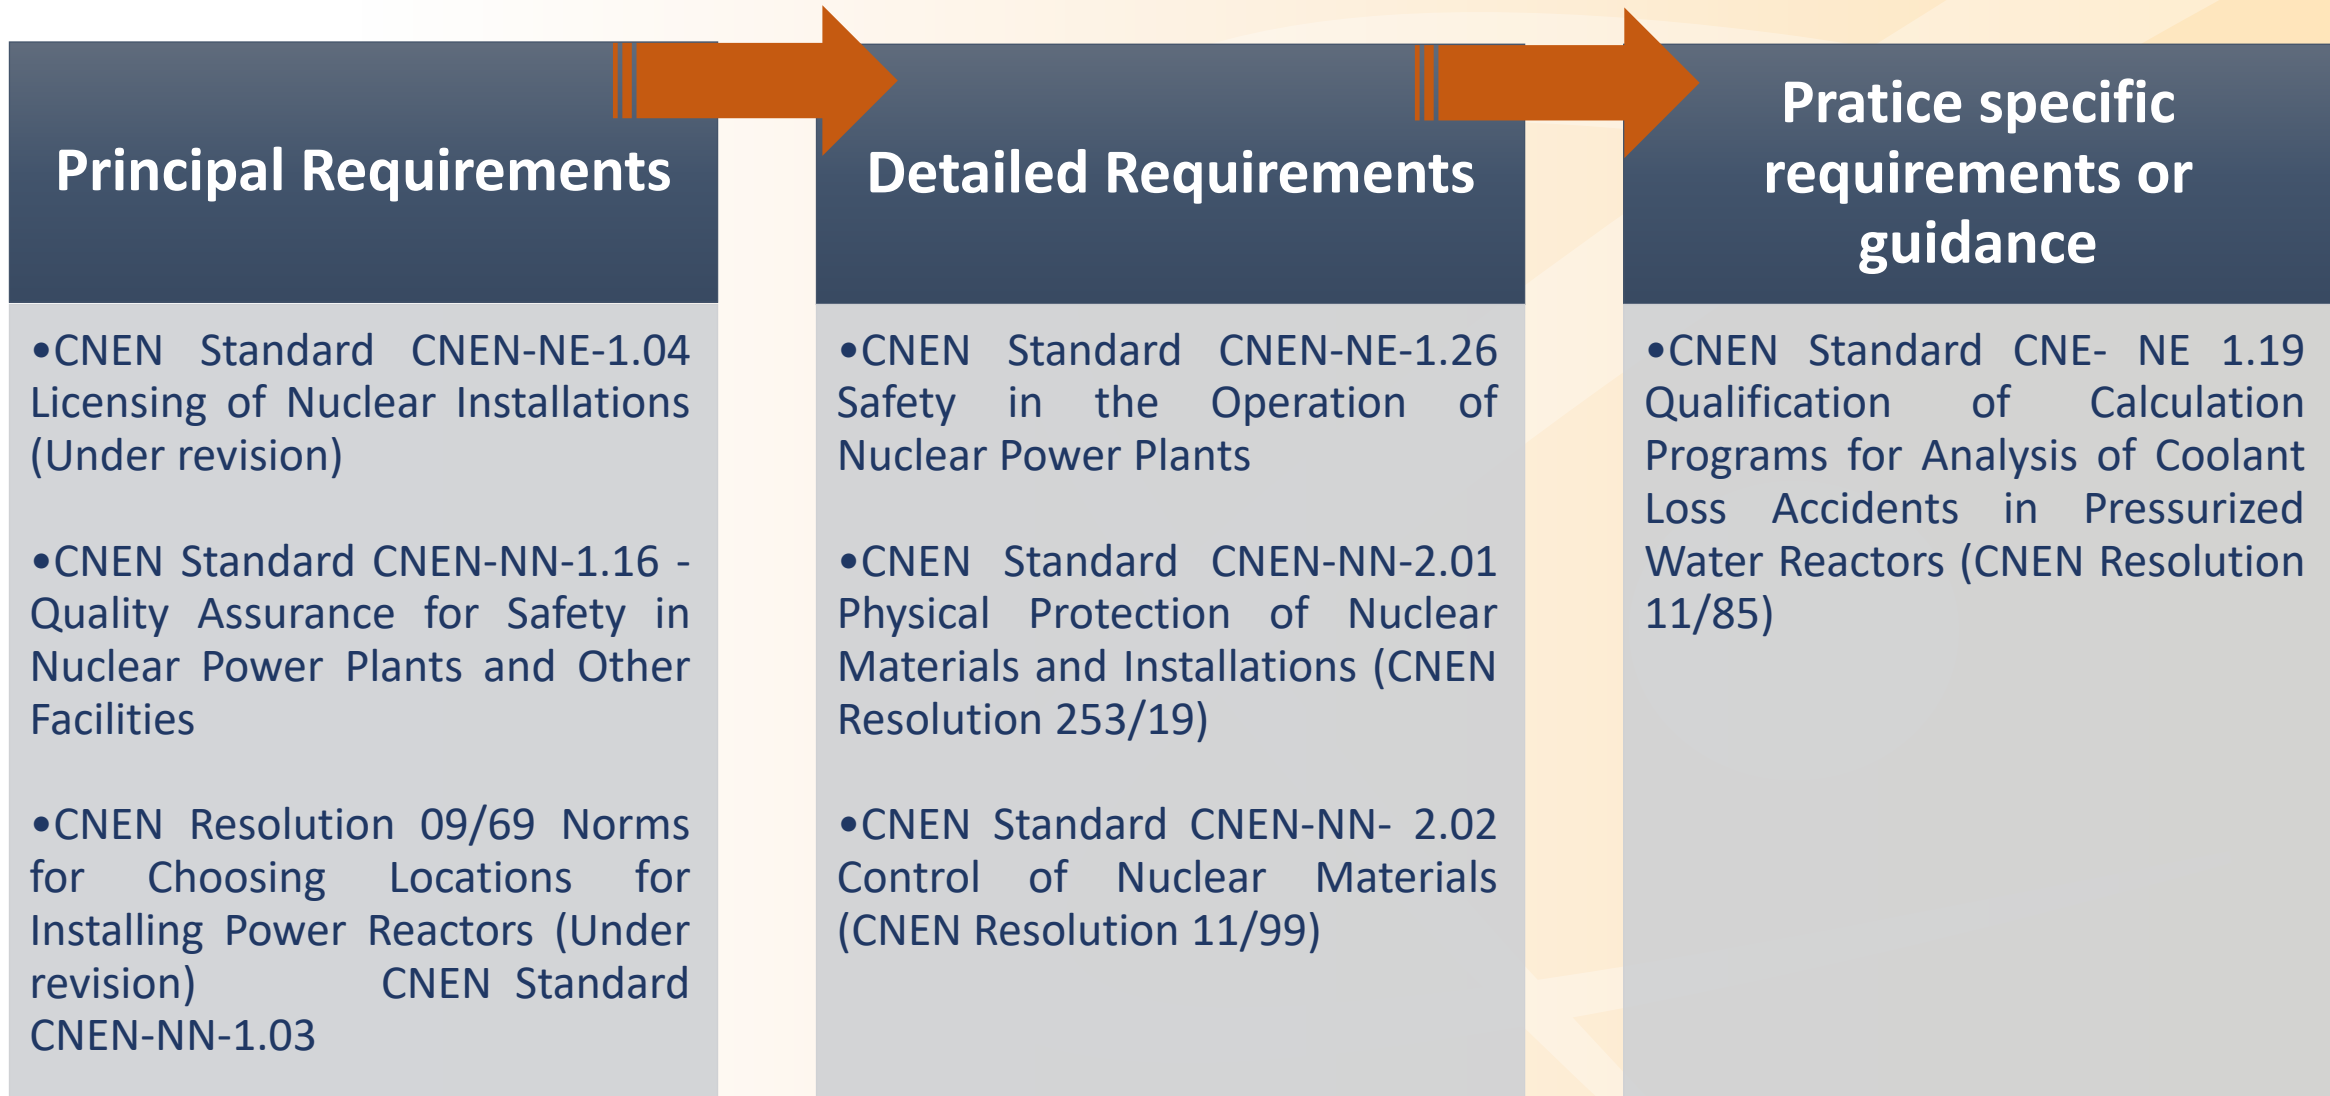 Principal Requirements
•CNEN Standard CNEN-NE-1.04
Licensing of Nuclear Installations
(Under revision)
•CNEN Standard CNEN-NN-1.16 -
Quality Assurance for Safety in
Nuclear Power Plants and Other
Facilities
•CNEN Resolution 09/69 Norms
for Choosing Locations for
Installing Power Reactors (Under
revision) CNEN Standard
CNEN-NN-1.03
Detailed Requirements
•CNEN Standard CNEN-NE-1.26
Safety in the Operation of
Nuclear Power Plants
•CNEN Standard CNEN-NN-2.01
Physical Protection of Nuclear
Materials and Installations (CNEN
Resolution 253/19)
•CNEN Standard CNEN-NN- 2.02
Control of Nuclear Materials
(CNEN Resolution 11/99)
Pratice specific
requirements or
guidance
•CNEN Standard CNE- NE 1.19
Qualification of Calculation
Programs for Analysis of Coolant
Loss Accidents in Pressurized
Water Reactors (CNEN Resolution
11/85)